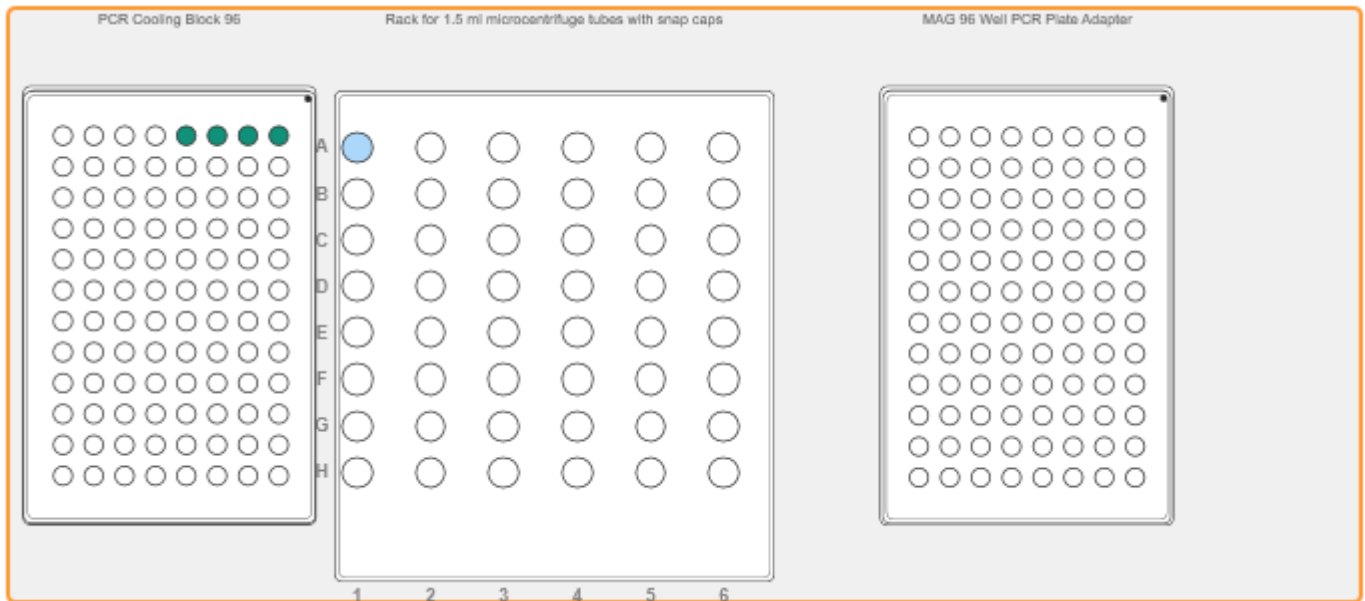 PCR Cooling Block 96
Rack for 1.5 ml microcentrifuge tubes with snap caps
MAG 96 Well PCR Plate Adapter
A
B
C
D
E
F
G
H
1 2 3 4 5 6